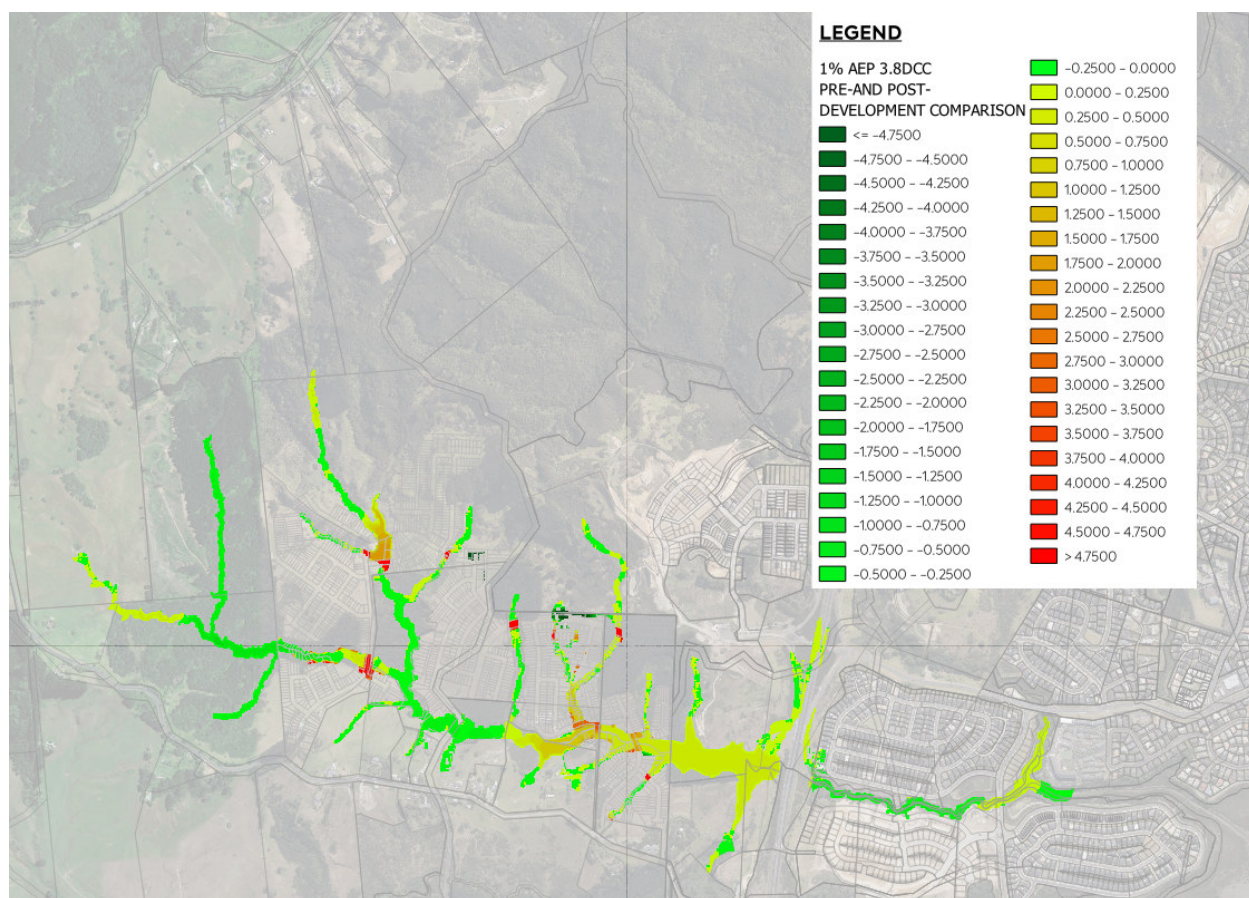 LEGEND
1% AEP 3.8DCC
PRE-AND POST-
DEVELOPMENT COMPARISON
<= -4.7500
-4.7500 - -4.5000
-4.5000 - -4.2500
-4.2500 - -4.0000
-4.0000 - -3.7500
-3.7500 - -3.5000
-3.5000 - -3.2500
-3.2500 - -3.0000
-3.0000 - -2.7500
-2.7500 - -2.5000
-2.5000 - -2.2500
-2.2500 - -2.0000
-2.0000 - -1.7500
-1.7500 - -1.5000
-1.5000 - -1.2500
-1.2500 - -1.0000
-1.0000 - -0.7500
-0.7500 - -0.5000
-0.5000 - -0.2500
-0.2500 - 0.0000
0.0000 - 0.2500
0.2500 - 0.5000
0.5000 - 0.7500
0.7500 - 1.0000
1.0000 - 1.2500
1.2500 - 1.5000
1.5000 - 1.7500
1.7500 - 2.0000
2.0000 - 2.2500
2.2500 - 2.5000
2.5000 - 2.7500
2.7500 - 3.0000
3.0000 - 3.2500
3.2500 - 3.5000
3.5000 - 3.7500
3.7500 - 4.0000
4.0000 - 4.2500
4.2500 - 4.5000
4.5000 - 4.7500
> 4.7500